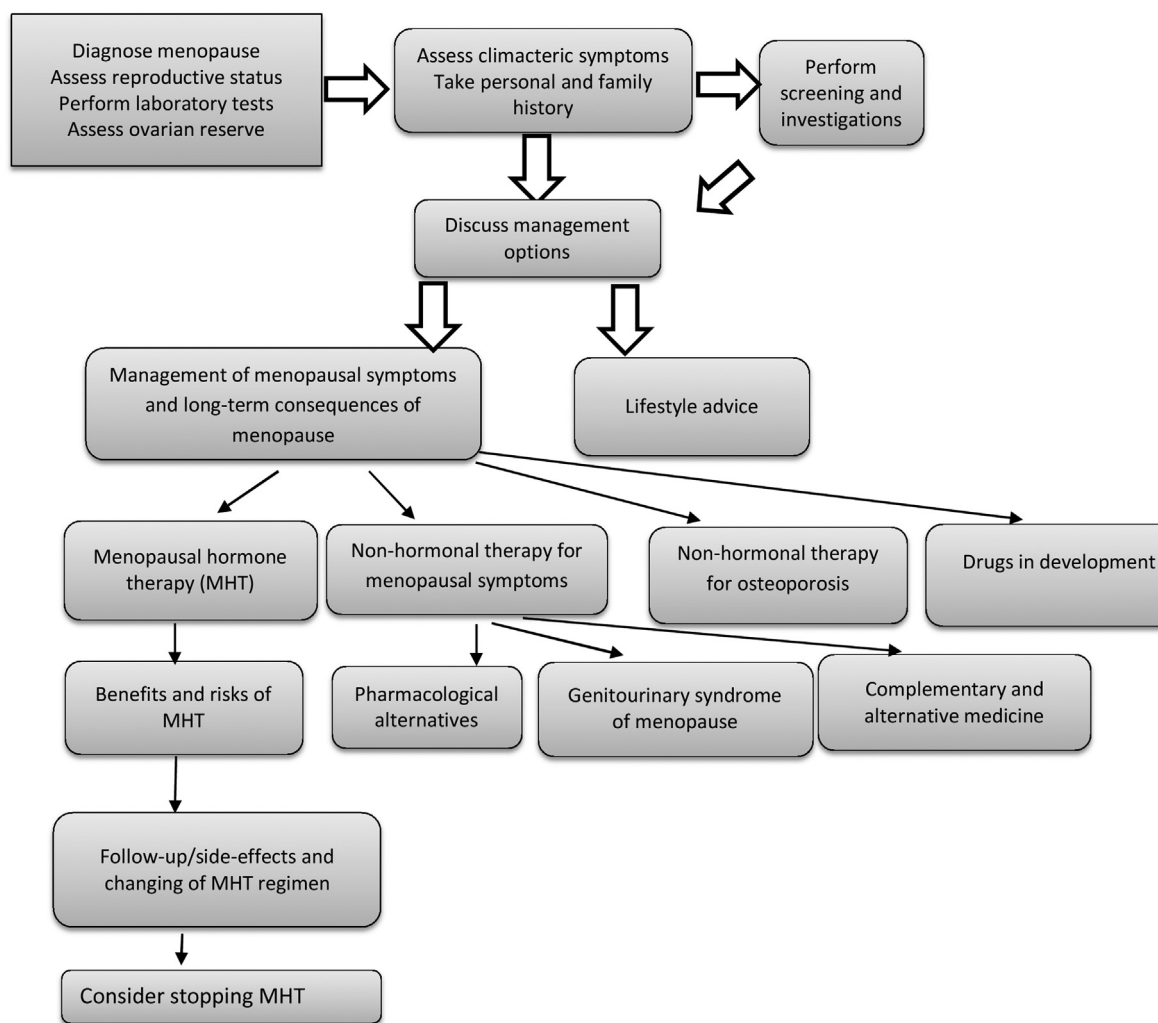 Diagnose menopause
Assess reproductive status
Perform laboratory tests
Assess ovarian reserve
Assess climacteric symptoms
Take personal and family
history
Perform
screening and
investigations
Discuss management
options
Management of menopausal symptoms
and long-term consequences of
menopause
Lifestyle advice
Menopausal hormone
therapy (MHT)
Non-hormonal therapy for
menopausal symptoms
Non-hormonal therapy
for osteoporosis
Drugs in development
Benefits and risks of
MHT
Pharmacological
alternatives
Genitourinary syndrome
of menopause
Complementary and
alternative medicine
Follow-up/side-effects and
changing of MHT regimen
Consider stopping MHT